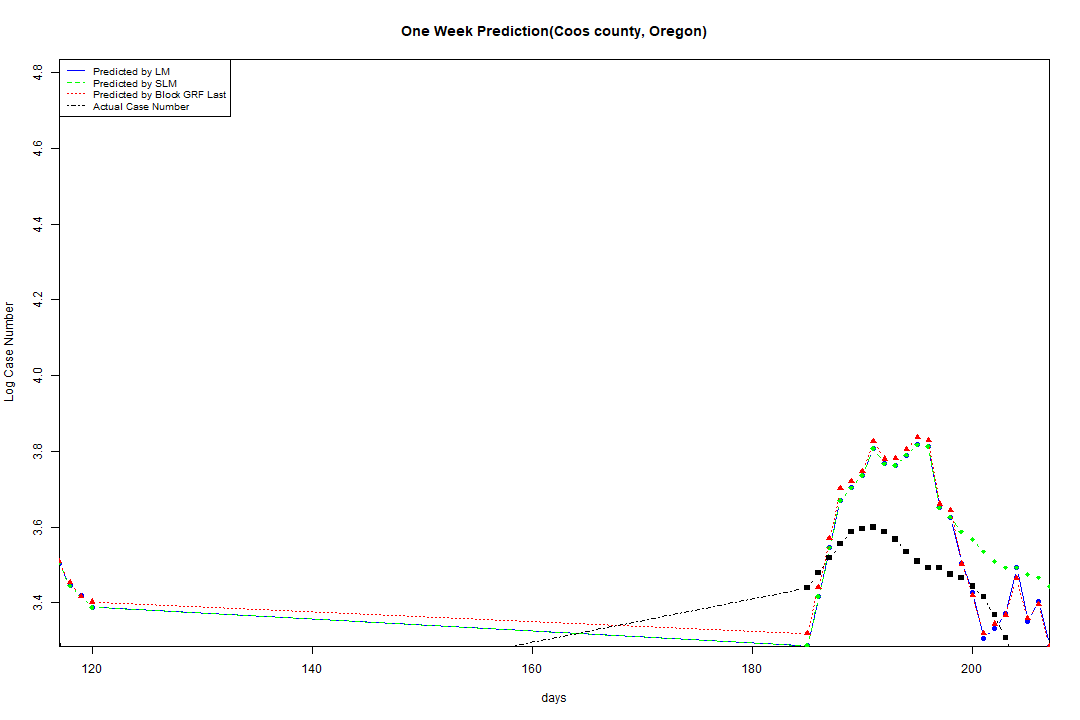 One Week Prediction(Coos county, Oregon)
Predicted by LM
Predicted by SLM
Predicted by Block GRF Last
Actual Case Number
4.8
4.6
4.4
4.2
4.0
3.8
3.6
3.4
Log Case Number
120 140 160 180 200
days